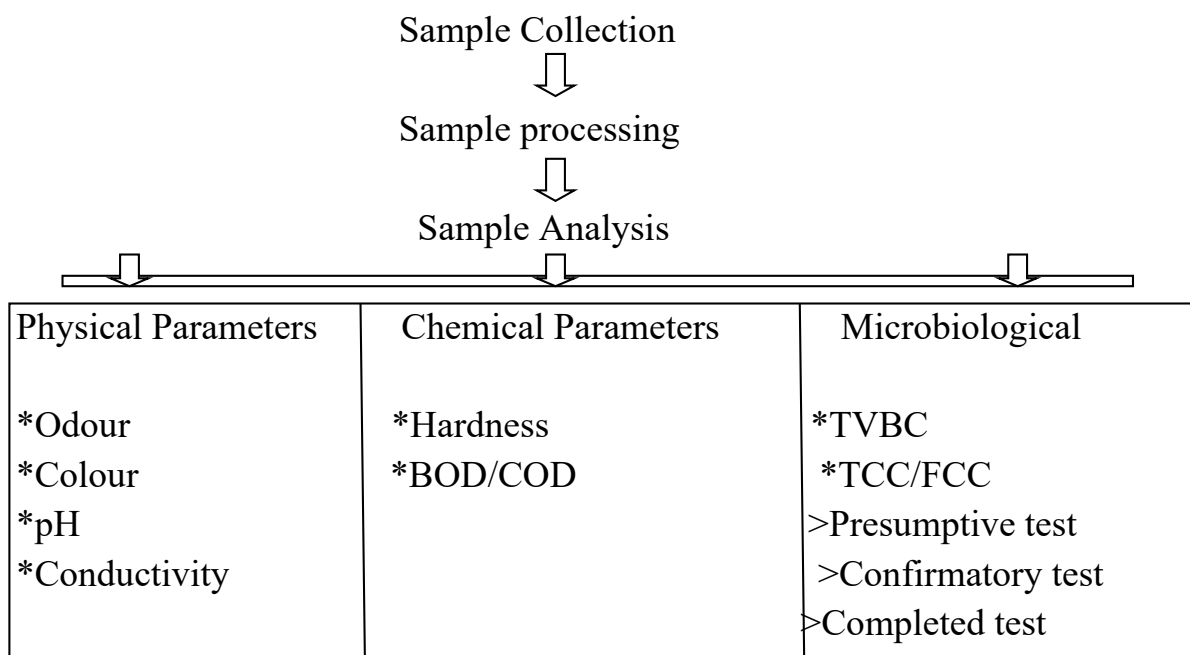 Sample Collection
Sample processing
Sample Analysis
Physical Parameters
*Odour
*Colour
*pH
*Conductivity
Chemical Parameters
*Hardness
*BOD/COD
Microbiological
*TVBC
*TCC/FCC
>Presumptive test
>Confirmatory test
>Completed test